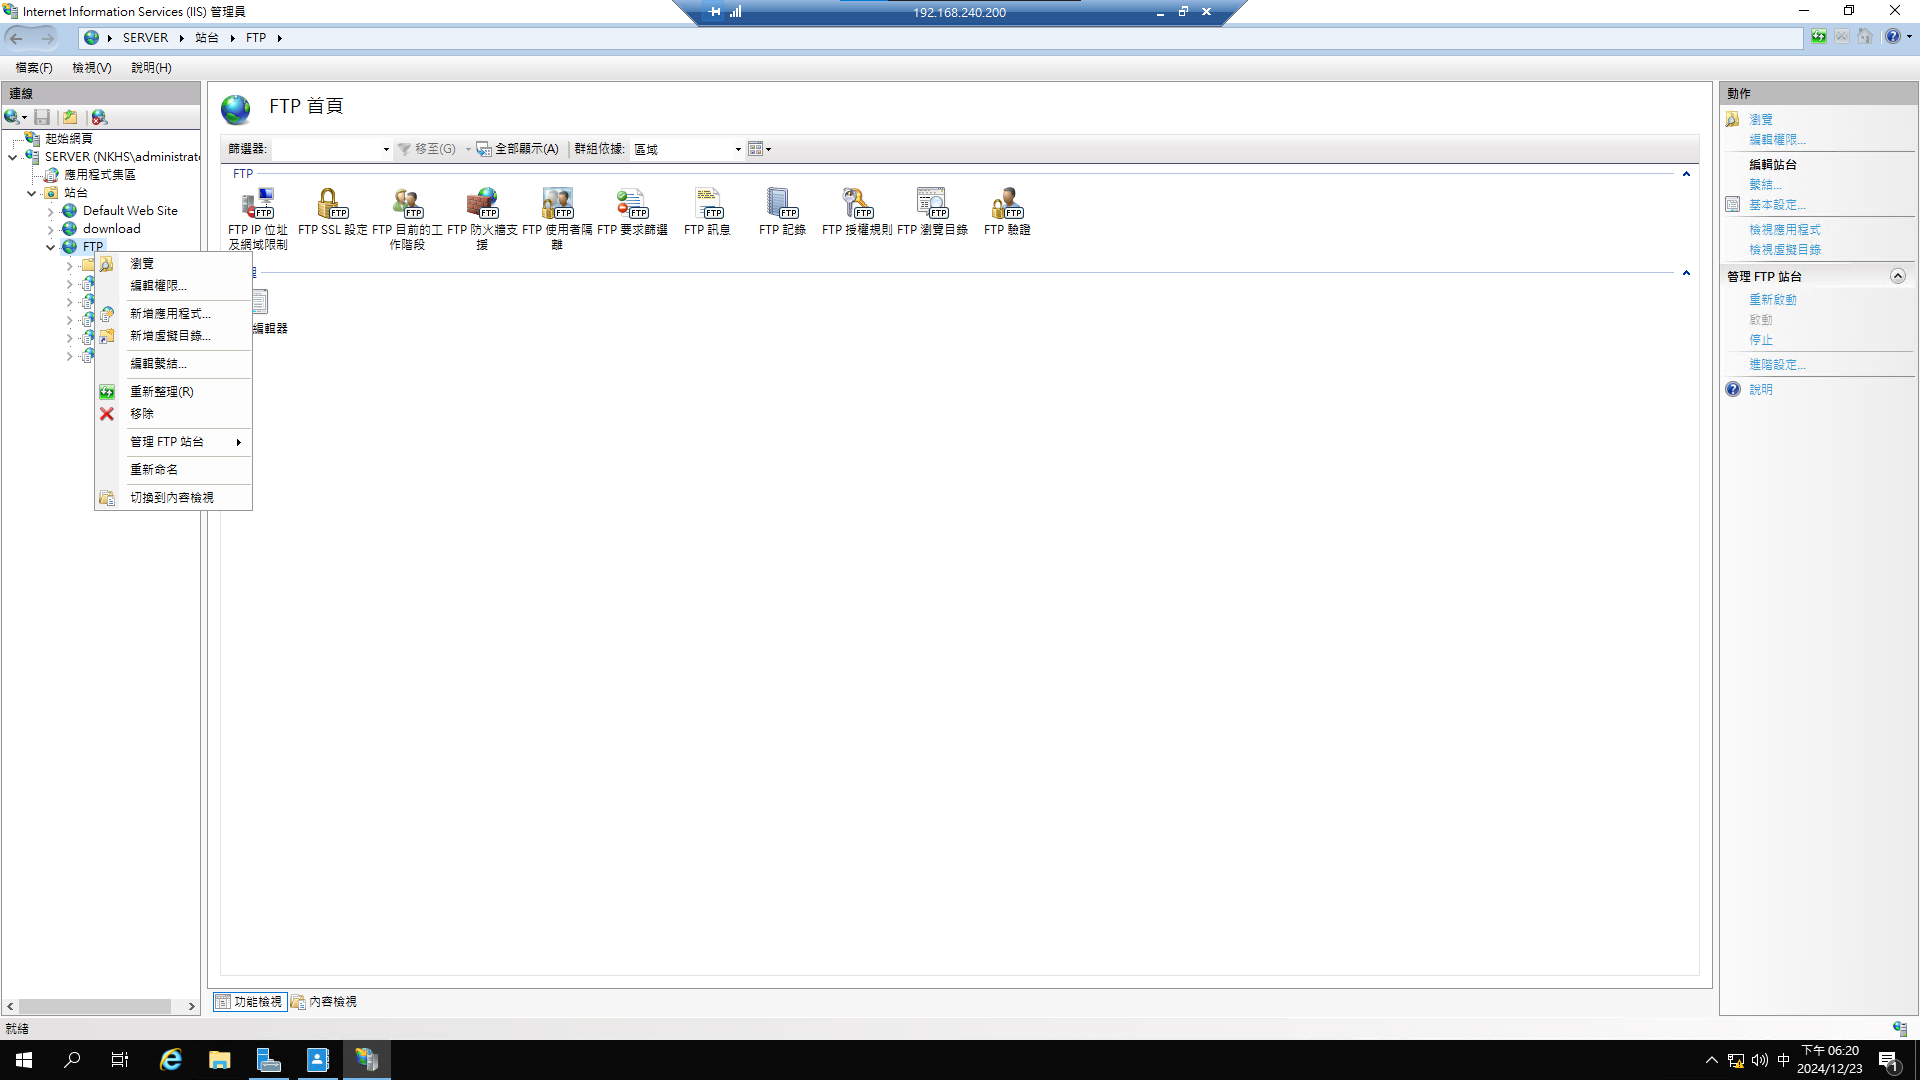 Internet Information Services (IIS) 管理員
192.168.240.200
SERVER
站台
FTP
檔案(F)
檢視(V)
說明(H)
連線
起始網頁
SERVER (NKHS\administrato
應用程式集區
站台
Default Web Site
download
FTP
瀏覽
編輯權限...
新增應用程式...
新增虛擬目錄...
編輯繫結...
重新整理(R)
移除
管理 FTP 站台
重新命名
切換到內容檢視
FTP 首頁
篩選器:
移至(G)
全部顯示(A)
群組依據:
區域
FTP
FTP IP 位址
及網域限制
FTP SSL 設定
FTP 目前的工
作階段
FTP 防火牆支
援
FTP 使用者隔
離
FTP 要求篩選
FTP 訊息
FTP 記錄
FTP 授權規則
FTP 瀏覽目錄
FTP 驗證
理
編輯器
功能檢視
內容檢視
動作
瀏覽
編輯權限...
編輯站台
繫結...
基本設定...
檢視應用程式
檢視虛擬目錄
管理 FTP 站台
重新啟動
啟動
停止
進階設定...
說明
就緒
中
下午 06:20
2024/12/23
1